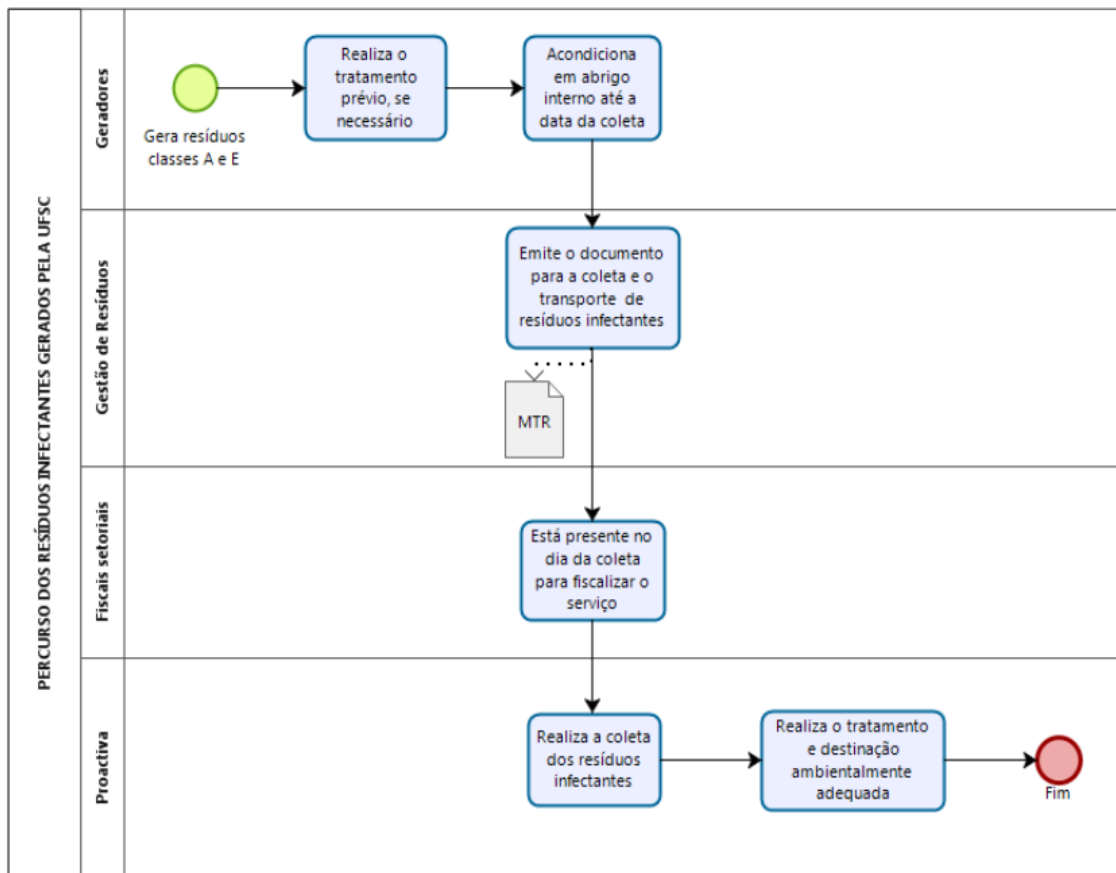 PERCURSO DOS RESÍDUOS INFECTANTES GERADOS PELA UFSC
Geradores
Gera resíduos
classes A e E
Realiza o
tratamento
prévio, se
necessário
Acondiciona
em abrigo
interno até a
data da coleta
Gestão de Resíduos
Emite o documento
para a coleta e o
transporte de
resíduos infectantes
MTR
Fiscais setoriais
Está presente no
dia da coleta
para fiscalizar o
serviço
Proactiva
Realiza a coleta
dos resíduos
infectantes
Realiza o tratamento
e destinação
ambientalmente
adequada
Fim